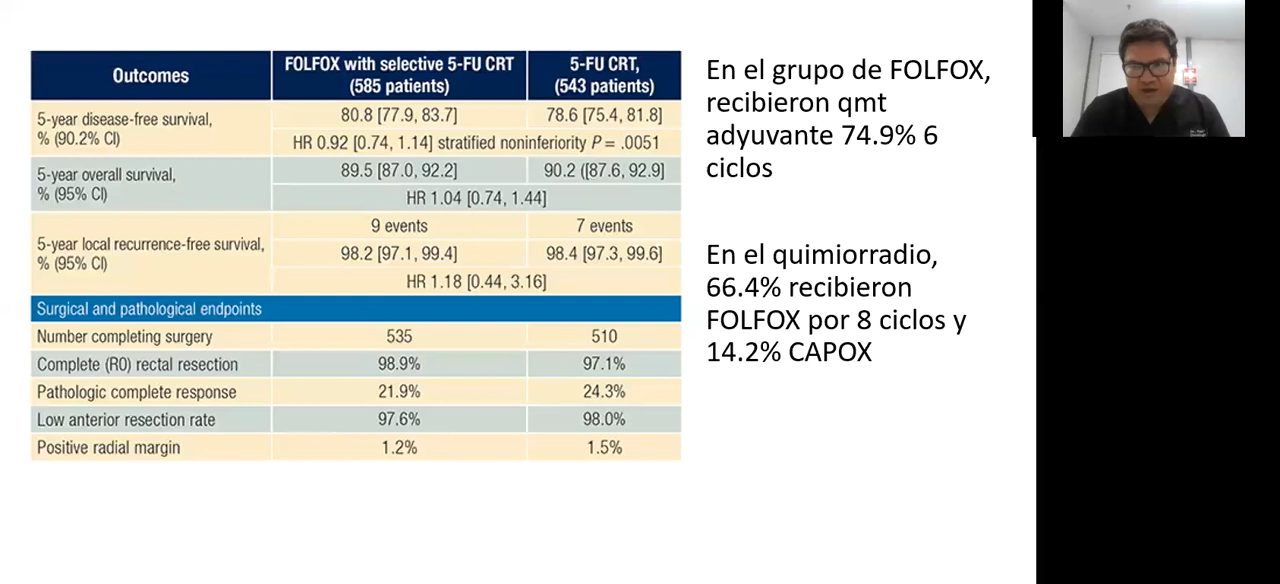 Outcomes
FOLFOX with selective 5-FU CRT
(585 patients)
5-FU CRT,
(543 patients)
5-year disease-free survival,
% (90.2% CI)
80.8 [77.9, 83.7]
78.6 [75.4, 81.8]
HR 0.92 [0.74, 1.14] stratified noninferiority P = .0051
5-year overall survival,
% (95% CI)
89.5 [87.0, 92.2]
90.2 ([87.6, 92.9]
HR 1.04 [0.74, 1.44]
5-year local recurrence-free survival,
% (95% CI)
9 events
7 events
98.2 [97.1, 99.4]
98.4 [97.3, 99.6]
HR 1.18 [0.44, 3.16]
Surgical and pathological endpoints
Number completing surgery
535
510
Complete (R0) rectal resection
98.9%
97.1%
Pathologic complete response
21.9%
24.3%
Low anterior resection rate
97.6%
98.0%
Positive radial margin
1.2%
1.5%
En el grupo de FOLFOX,
recibieron qmt
adyuvante 74.9% 6
ciclos
En el quimiorradio,
66.4% recibieron
FOLFOX por 8 ciclos y
14.2% CAPOX